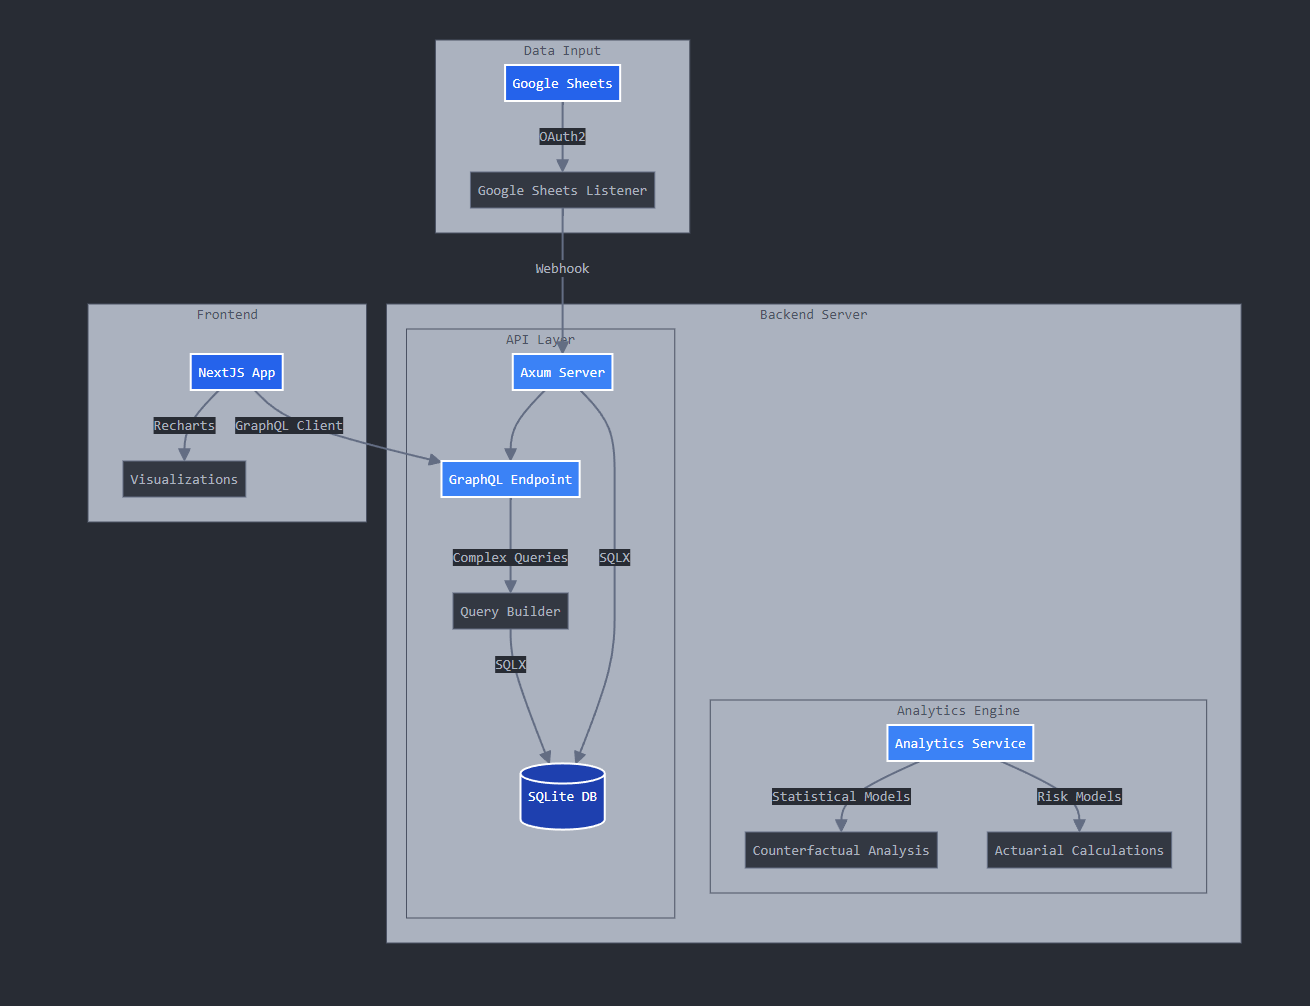 Data Input
Google Sheets
OAuth2
Google Sheets Listener
Webhook
Frontend
NextJS App
Recharts
GraphQL Client
Visualizations
Backend Server
API Layer
Axum Server
GraphQL Endpoint
Complex Queries
SQLX
Query Builder
SQLX
SQLite DB
Analytics Engine
Analytics Service
Statistical Models
Risk Models
Counterfactual Analysis
Actuarial Calculations